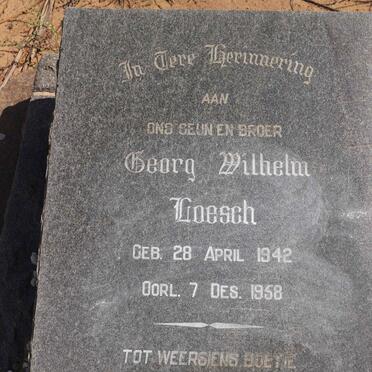 In Tere Herinnering
AAN
ONS SEUN EN BROER
Georg Wilhelm
Loesch
GEB. 28 APRIL 1942
OORL. 7 DES. 1958
TOT WEERSIENS BOETIE